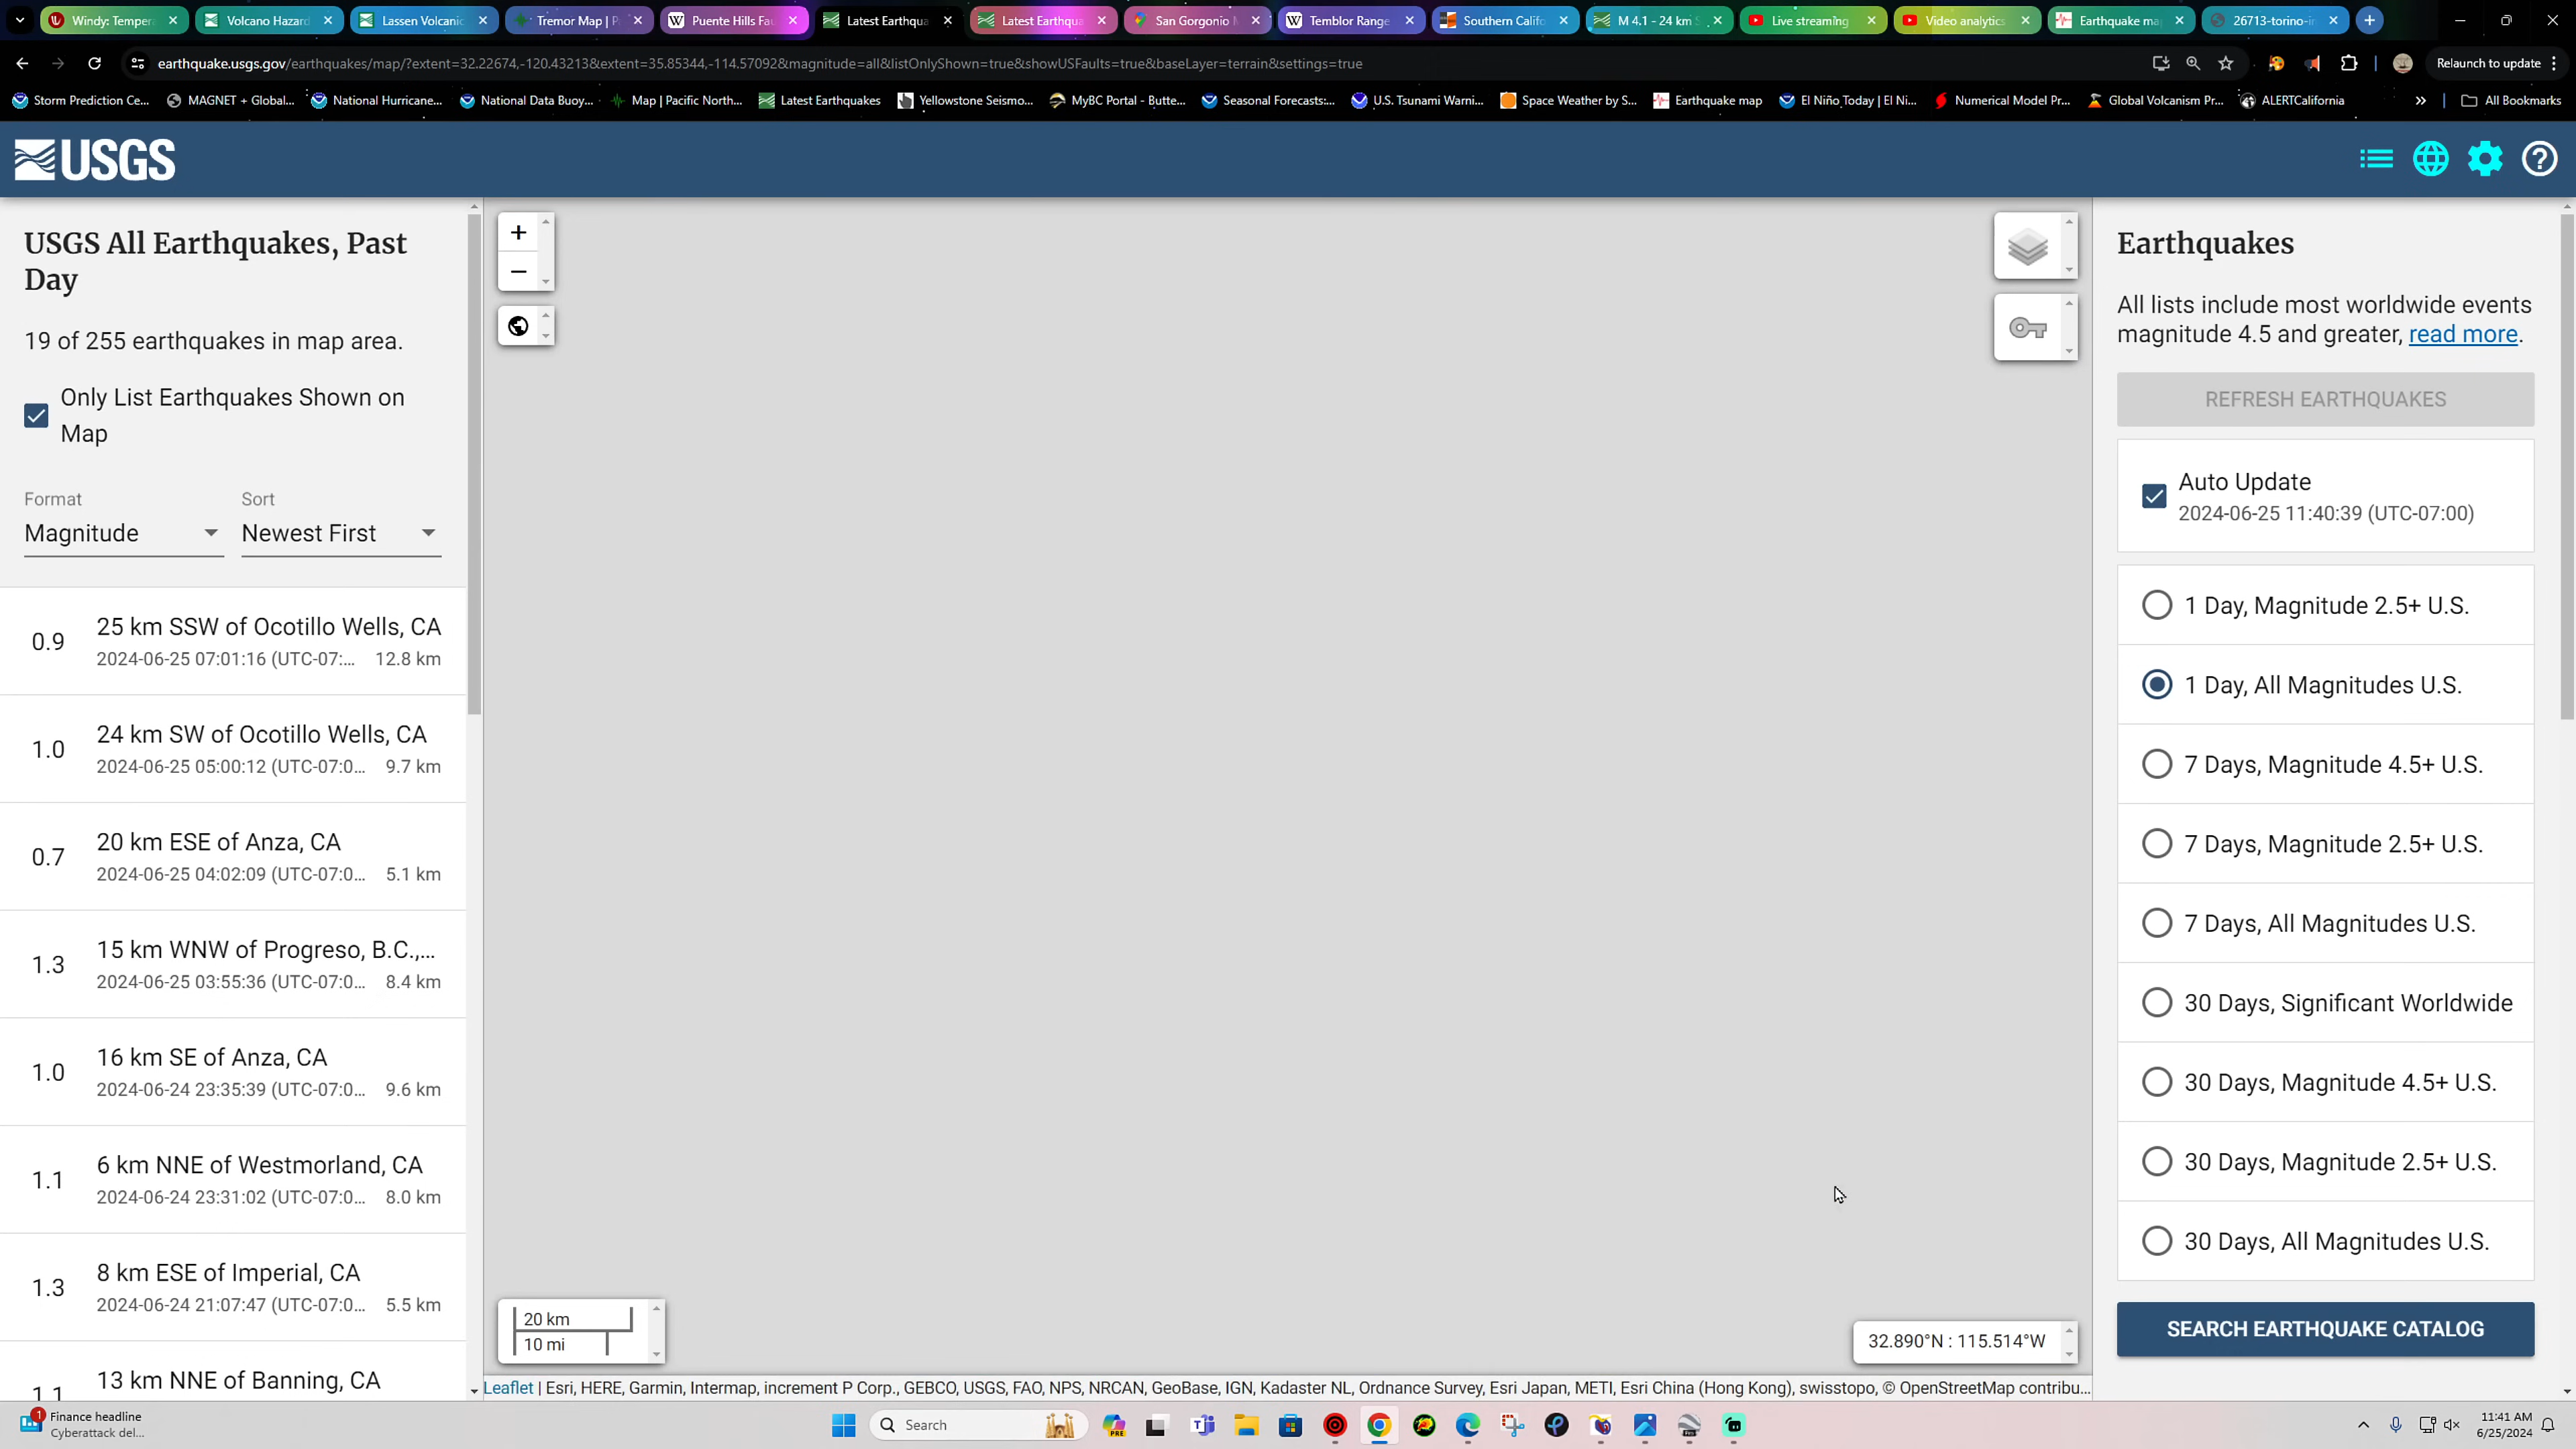 Windy: Tempera
Volcano Hazard
Lassen Volcanic
Tremor Map | P
Puente Hills Fau
Latest Earthqua
Latest Earthqua
San Gorgonio M
Temblor Range
Southern Califo
M 4.1 - 24 km S
Live streaming
Video analytics
Earthquake map
26713-torino-in
earthquake.usgs.gov/earthquakes/map/?extent=32.22674,-120.43213&extent=35.85344,-114.57092&magnitude=all&listOnlyShown=true&showUSFaults=true&baseLayer=terrain&settings=true
Relaunch to update
Storm Prediction Ce...
MAGNET + Global...
National Hurricane...
National Data Buoy...
Map | Pacific North...
Latest Earthquakes
Yellowstone Seismo...
MyBC Portal - Butte...
Seasonal Forecasts:...
U.S. Tsunami Warni...
Space Weather by S...
Earthquake map
El Niño Today | El Ni...
Numerical Model Pr...
Global Volcanism Pr...
ALERTCalifornia
All Bookmarks
USGS
USGS All Earthquakes, Past
Day
19 of 255 earthquakes in map area.
Only List Earthquakes Shown on
Map
Format
Sort
Magnitude
Newest First
0.9
25 km SSW of Ocotillo Wells, CA
2024-06-25 07:01:16 (UTC-07:... 12.8 km
1.0
24 km SW of Ocotillo Wells, CA
2024-06-25 05:00:12 (UTC-07:0... 9.7 km
0.7
20 km ESE of Anza, CA
2024-06-25 04:02:09 (UTC-07:0... 5.1 km
1.3
15 km WNW of Progreso, B.C.,...
2024-06-25 03:55:36 (UTC-07:0... 8.4 km
1.0
16 km SE of Anza, CA
2024-06-24 23:35:39 (UTC-07:0... 9.6 km
1.1
6 km NNE of Westmorland, CA
2024-06-24 23:31:02 (UTC-07:0... 8.0 km
1.3
8 km ESE of Imperial, CA
2024-06-24 21:07:47 (UTC-07:0... 5.5 km
1.1
13 km NNE of Banning, CA
+
−
20 km
10 mi
32.890°N : 115.514°W
Leaflet | Esri, HERE, Garmin, Intermap, increment P Corp., GEBCO, USGS, FAO, NPS, NRCAN, GeoBase, IGN, Kadaster NL, Ordnance Survey, Esri Japan, METI, Esri China (Hong Kong), swisstopo, © OpenStreetMap contribu...
Earthquakes
All lists include most worldwide events
magnitude 4.5 and greater, read more.
REFRESH EARTHQUAKES
Auto Update
2024-06-25 11:40:39 (UTC-07:00)
1 Day, Magnitude 2.5+ U.S.
1 Day, All Magnitudes U.S.
7 Days, Magnitude 4.5+ U.S.
7 Days, Magnitude 2.5+ U.S.
7 Days, All Magnitudes U.S.
30 Days, Significant Worldwide
30 Days, Magnitude 4.5+ U.S.
30 Days, Magnitude 2.5+ U.S.
30 Days, All Magnitudes U.S.
SEARCH EARTHQUAKE CATALOG
1
Finance headline
Cyberattack del...
Search
PRE
11:41 AM
6/25/2024